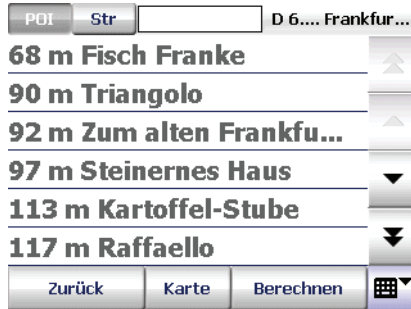 POI Str D 6.... Frankfur...
68 m Fisch Franke
90 m Triangolo
92 m Zum alten Frankfu...
97 m Steinernes Haus
113 m Kartoffel-Stube
117 m Raffaello
Zurück Karte Berechnen